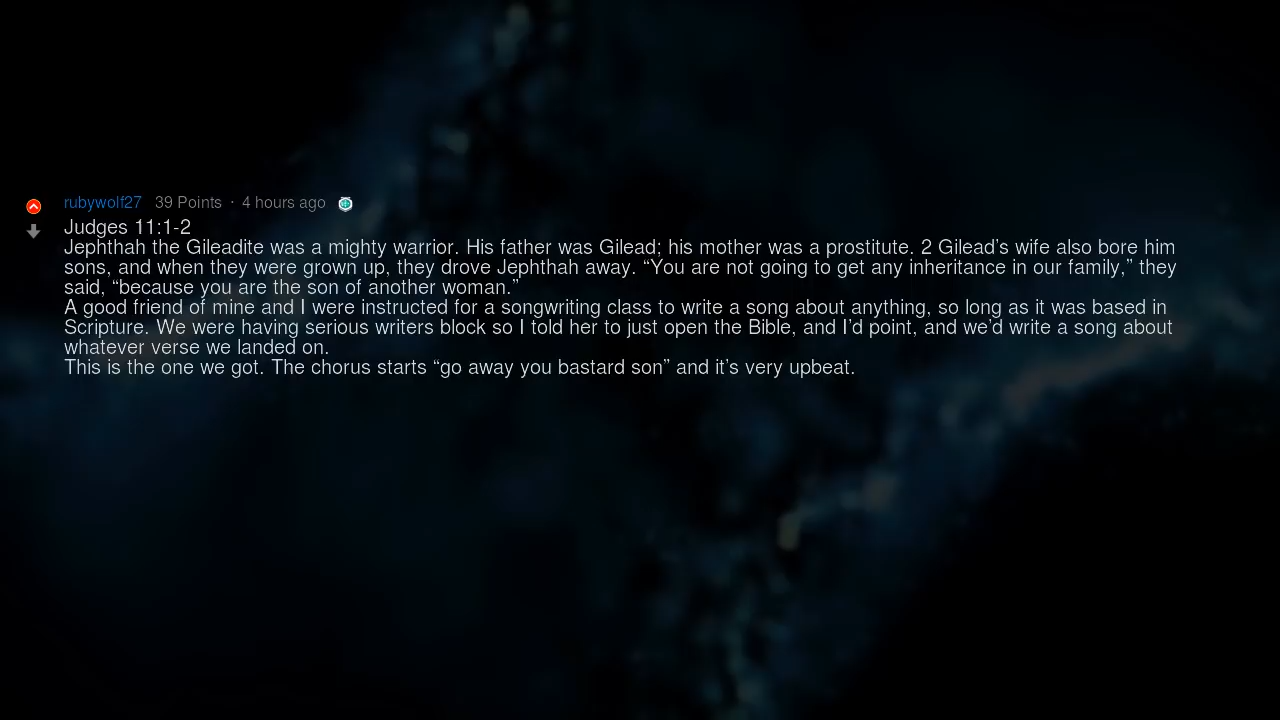 rubywolf27 39 Points · 4 hours ago
Judges 11:1-2
Jephthah the Gileadite was a mighty warrior. His father was Gilead; his mother was a prostitute. 2 Gilead’s wife also bore him
sons, and when they were grown up, they drove Jephthah away. “You are not going to get any inheritance in our family,” they
said, “because you are the son of another woman.”
A good friend of mine and I were instructed for a songwriting class to write a song about anything, so long as it was based in
Scripture. We were having serious writers block so I told her to just open the Bible, and I’d point, and we’d write a song about
whatever verse we landed on.
This is the one we got. The chorus starts “go away you bastard son” and it’s very upbeat.